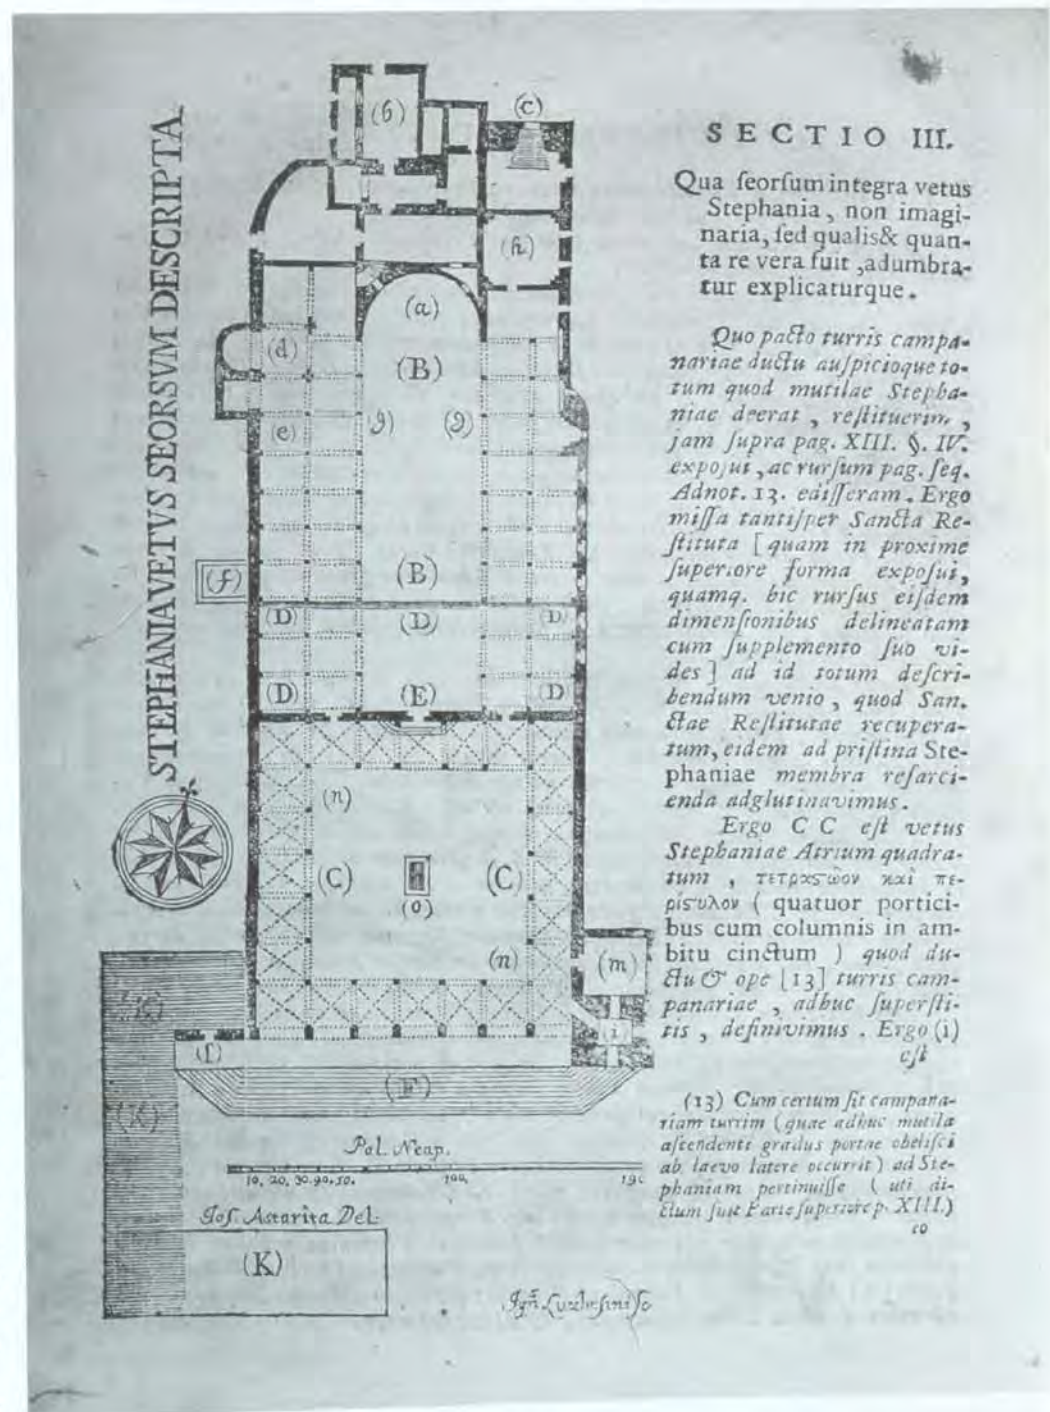 STEPHANIA VETVS SEORSVM DESCRIPTA.
(6)
(c)
(h)
(a)
(d)
(B)
(e)
(g)
(g)
(f)
(B)
(D)
(D)
(D)
(D)
(E)
(D)
(n)
(C)
(C)
(o)
(n)
(m)
(i)
(l)
(F)
(K)
Pal. Neap.
10, 20, 30. 90, 50. 100, 190
Jos. Astarita Del.
(K)
SECTIO III.
Qua ſeorſum integra vetus
Stephania, non imagi-
naria, ſed qualis& quan-
ta re vera fuit ,adumbra-
tur explicaturque.
Quo pacto turris campa-
nariae ductu auſpicioque to-
tum quod mutilae Stepha-
niae deerat , reſtituerim ,
jam ſupra pag. XIII. §. IV.
expoſui , ac rurſum pag. ſeq.
Adnot. 13. ediſſeram. Ergo
miſſa tantiſper Sancta Re-
ſtituta [ quam in proxime
ſuperiore forma expoſui,
quamq. hic rurſus eiſdem
dimenſionibus delineatam
cum ſupplemento ſuo vi-
des ] ad id totum deſcri-
bendum venio , quod San.
ctae Reſtitutae recupera-
tum, eidem ad priſtina Ste-
phaniae membra reſarci-
enda adglutinavimus.
Ergo C C eſt vetus
Stephaniae Atrium quadra-
tum , τετράςωον καὶ πε-
ρίςυλον ( quatuor portici-
bus cum columnis in am-
bitu cinctum ) quod du-
ctu & ope [13] turris cam-
panariae , adhuc ſuperſti-
tis , definivimus . Ergo (i)
eſt
(13) Cum certum ſit campana-
riam turrim ( quae adhuc mutila
aſcendenti gradus portae obeliſci
ab laevo latere occurrit ) ad Ste-
phaniam pertinuiſſe ( uti di-
ctum fuit Parte ſuperiore p. XIII.)
eo